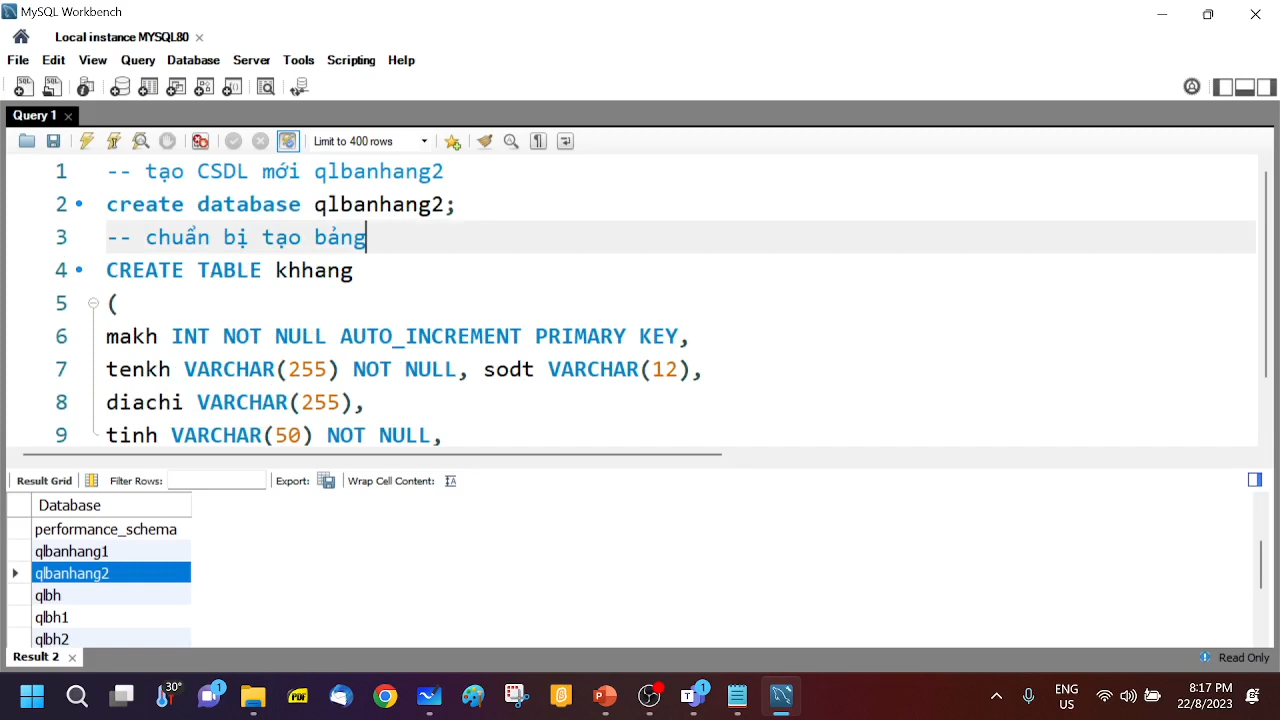 MySQL Workbench
Local instance MYSQL80
File Edit View Query Database Server Tools Scripting Help
Query 1
Limit to 400 rows
1 -- tạo CSDL mới qlbanhang2
2 create database qlbanhang2;
3 -- chuẩn bị tạo bảng
4 CREATE TABLE khhang
5 (
6 makh INT NOT NULL AUTO_INCREMENT PRIMARY KEY,
7 tenkh VARCHAR(255) NOT NULL, sodt VARCHAR(12),
8 diachi VARCHAR(255),
9 tinh VARCHAR(50) NOT NULL,
Result Grid Filter Rows: Export: Wrap Cell Content:
Database
performance_schema
qlbanhang1
qlbanhang2
qlbh
qlbh1
qlbh2
Result 2 Read Only
30° 1 PDF 1 ENG US 8:17 PM 22/8/2023